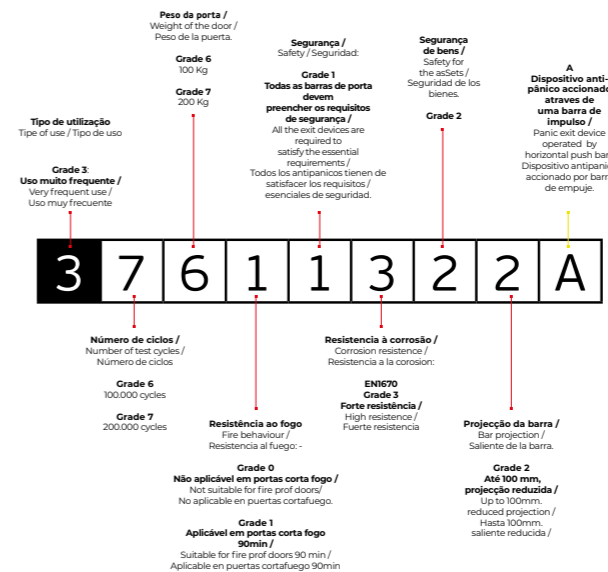 Peso da porta /
Weight of the door /
Peso de la puerta.
Grade 6
100 Kg
Grade 7
200 Kg
Segurança /
Safety / Seguridad:
Grade 1
Todas as barras de porta
devem
preencher os requisitos
de segurança /
All the exit devices are
required to
satisfy the essential
requirements /
Todos los antipanicos tienen de
satisfacer los requisitos /
esenciales de seguridad.
Segurança
de bens /
Safety for
the asSets /
Seguridad de los
bienes.
Grade 2
A
Dispositivo anti-
pânico accionado
atraves de
uma barra de
impulso /
Panic exit device
operated by
horizontal push bar
Dispositivo antipanic
accionado por barr
de empuje.
Tipo de utilização
Tipe of use / Tipo de uso
Grade 3:
Uso muito frequente /
Very frequent use /
Uso muy frecuente
3 7 6 1 1 3 2 2 A
Número de ciclos /
Number of test cycles /
Número de ciclos
Grade 6
100.000 cycles
Grade 7
200.000 cycles
Resistência ao fogo
Fire behaviour /
Resistencia al fuego: -
Grade 0
Não aplicável em portas corta fogo /
Not suitable for fire prof doors/
No aplicable en puertas cortafuego.
Grade 1
Aplicável em portas corta fogo
90min /
Suitable for fire prof doors 90 min /
Aplicable en puertas cortafuego 90min
Resistencia à corrosão /
Corrosion resistence /
Resistencia a la corosion:
EN1670
Grade 3
Forte resistência /
High resistence /
Fuerte resistencia
Projecção da barra /
Bar projection /
Saliente de la barra.
Grade 2
Até 100 mm,
projecção reduzida /
Up to 100mm.
reduced projection /
Hasta 100mm.
saliente reducida /